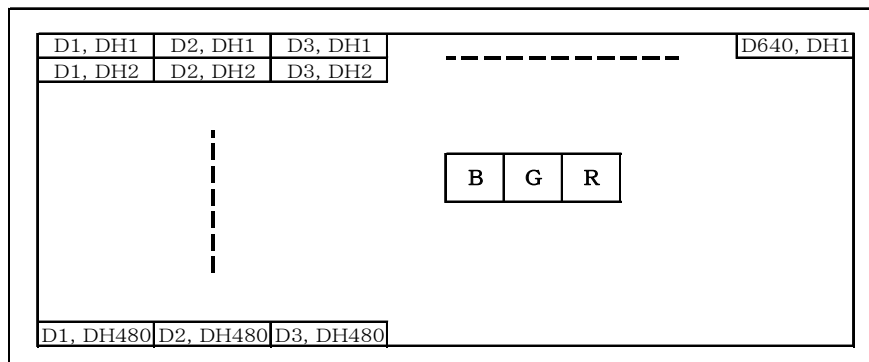 D1, DH1 D2, DH1 D3, DH1 D640, DH1
D1, DH2 D2, DH2 D3, DH2
B G R
D1, DH480 D2, DH480 D3, DH480